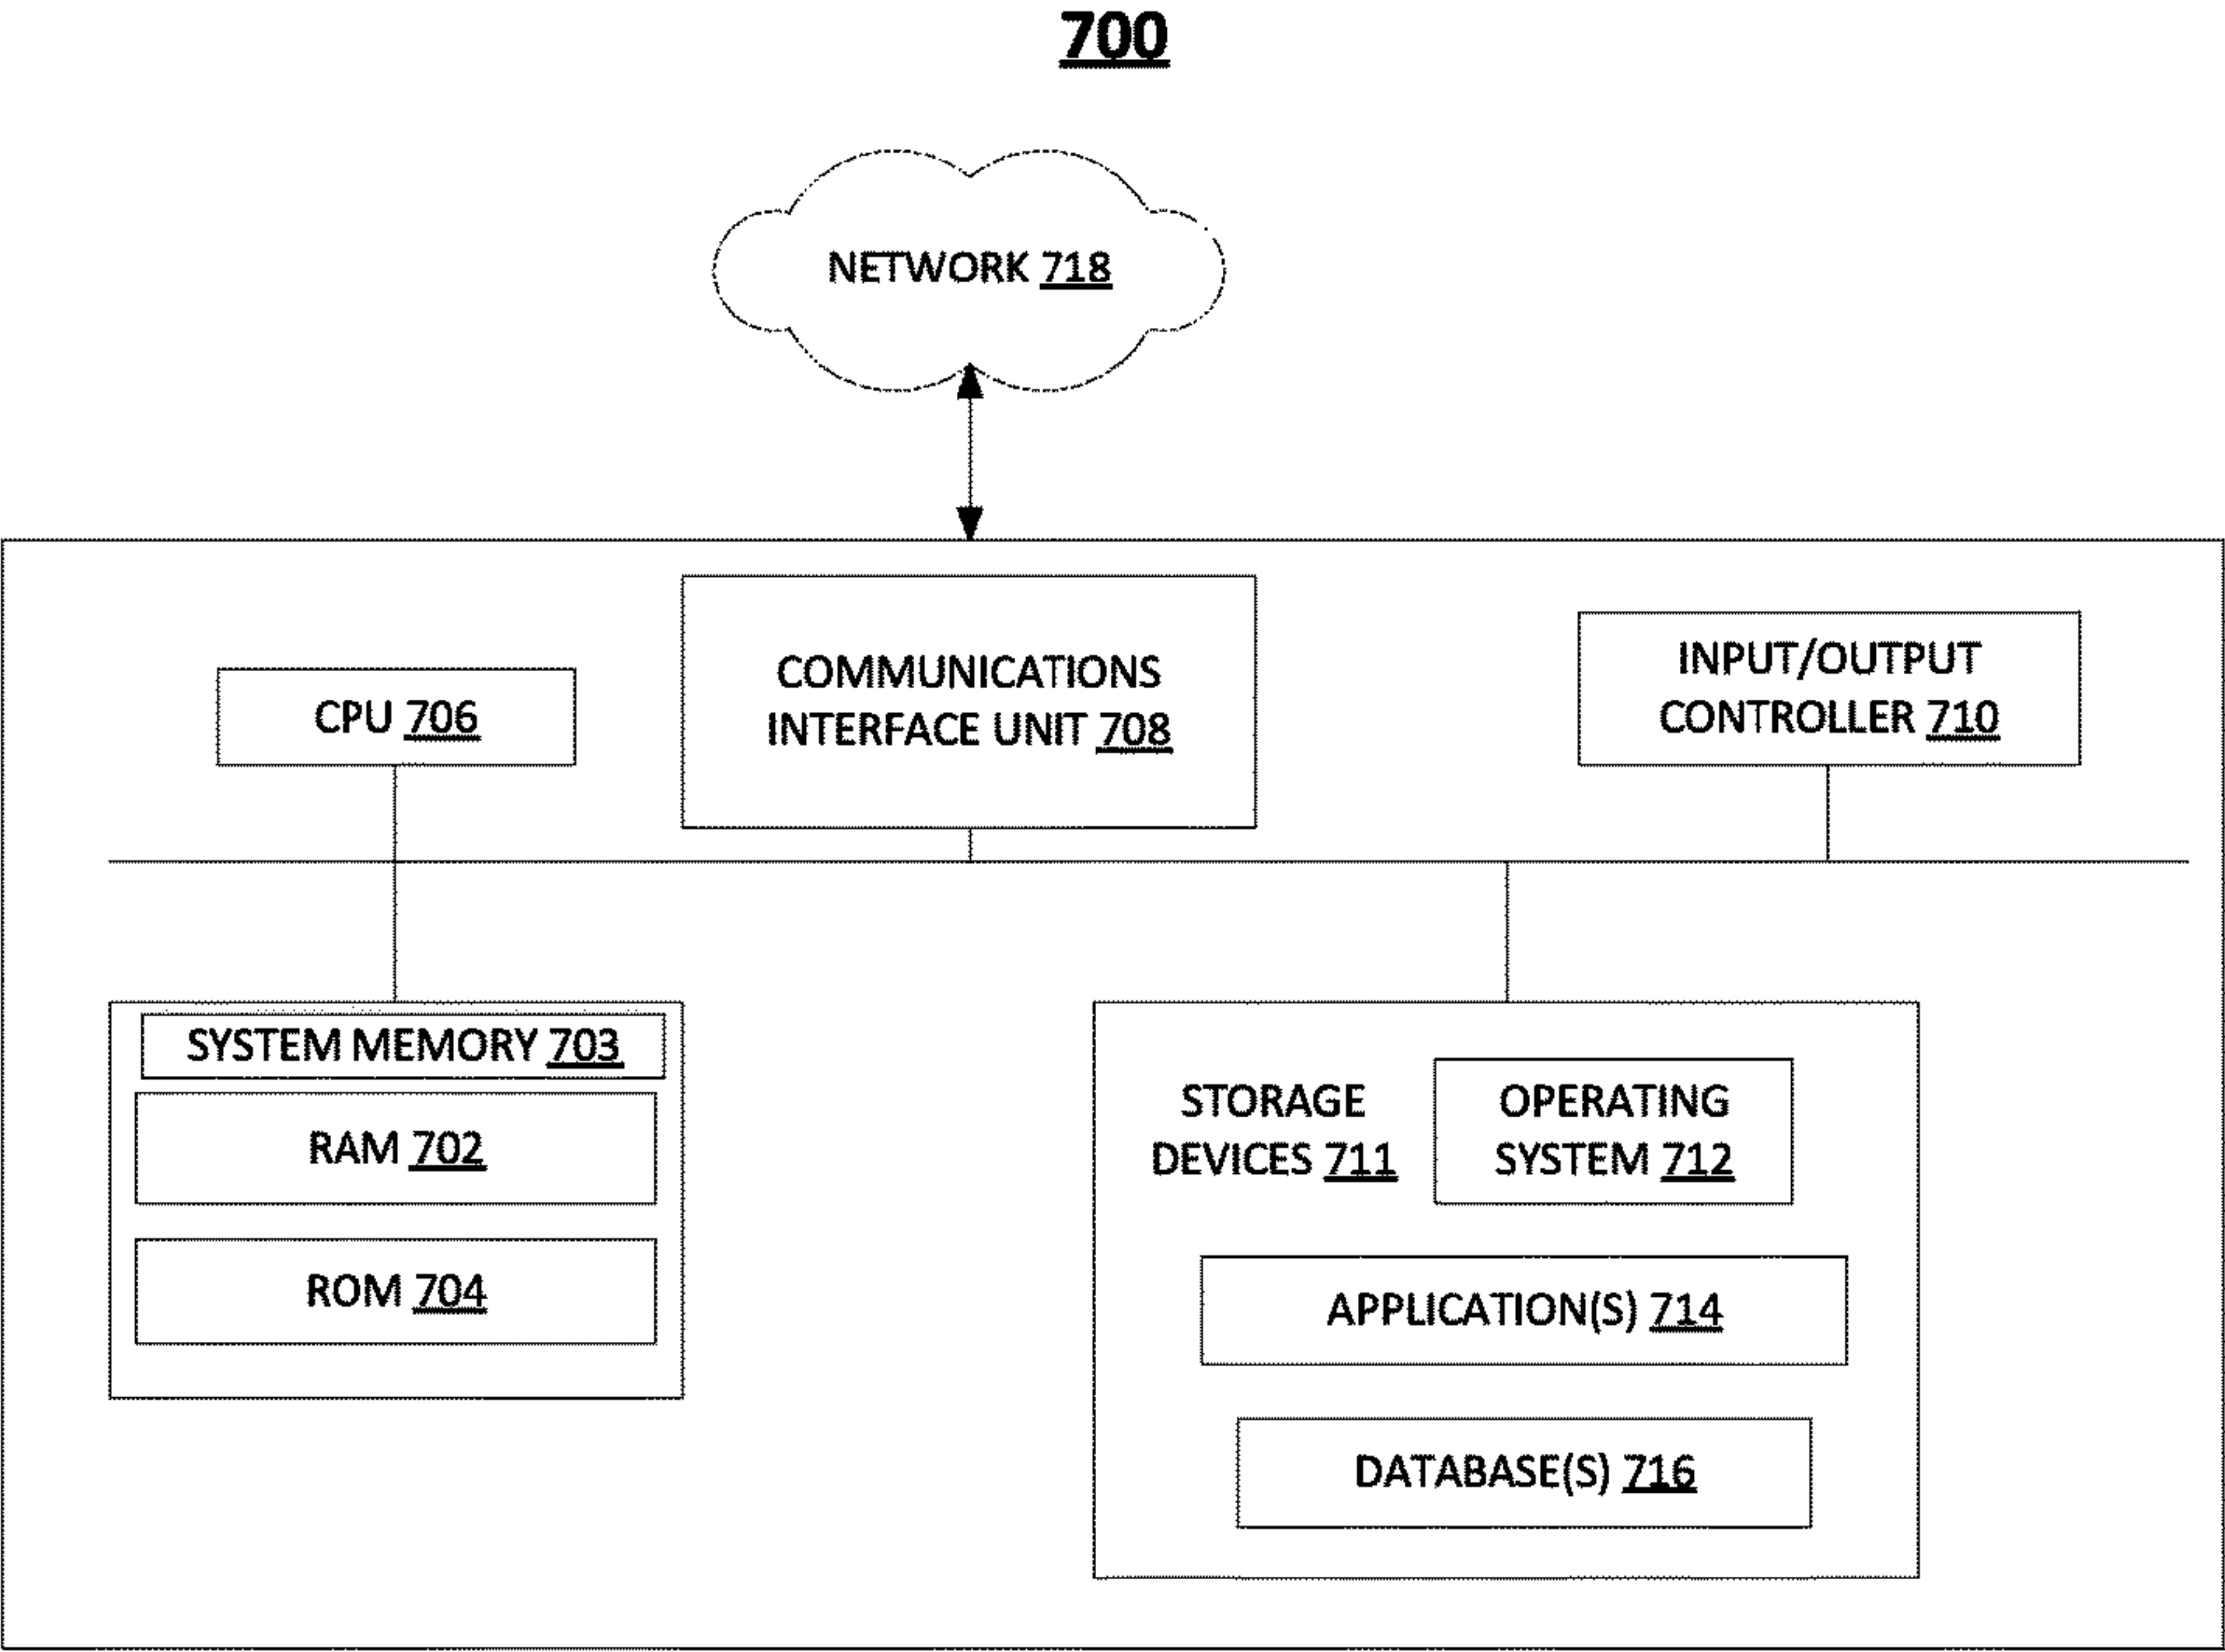 700
NETWORK 718
CPU 706
COMMUNICATIONS
INTERFACE UNIT 708
INPUT/OUTPUT
CONTROLLER 710
SYSTEM MEMORY 703
RAM 702
ROM 704
STORAGE
DEVICES 711
OPERATING
SYSTEM 712
APPLICATION(S) 714
DATABASE(S) 716